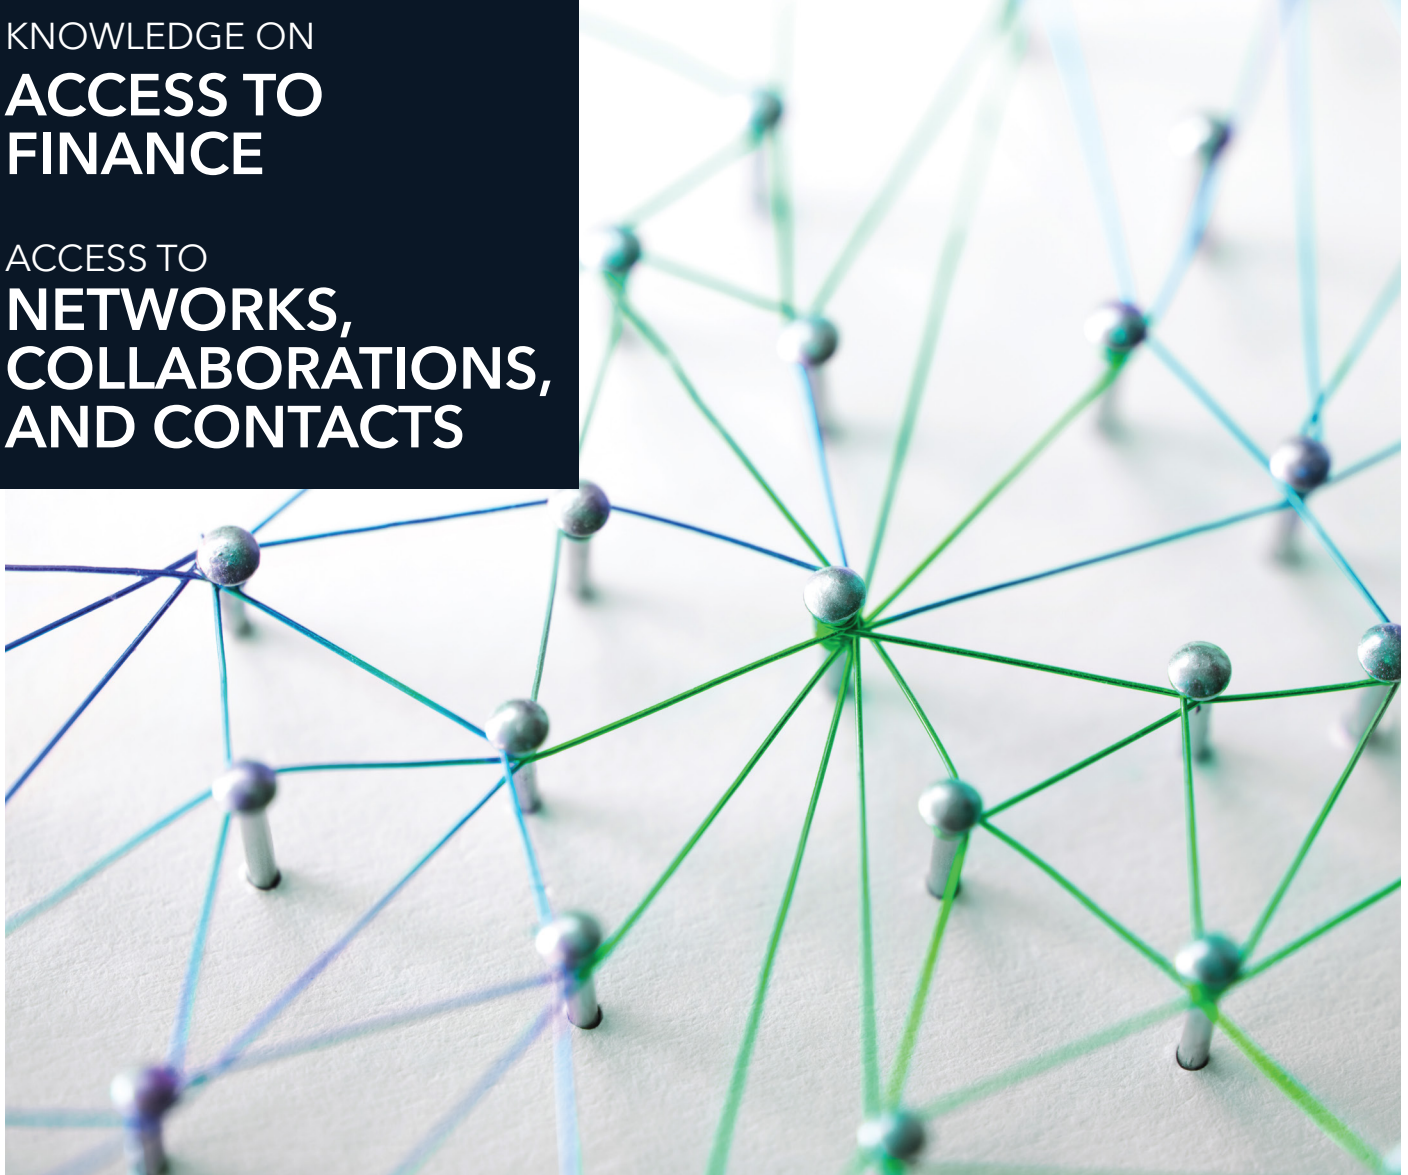 KNOWLEDGE ON
ACCESS TO
FINANCE
ACCESS TO
NETWORKS,
COLLABORATIONS,
AND CONTACTS